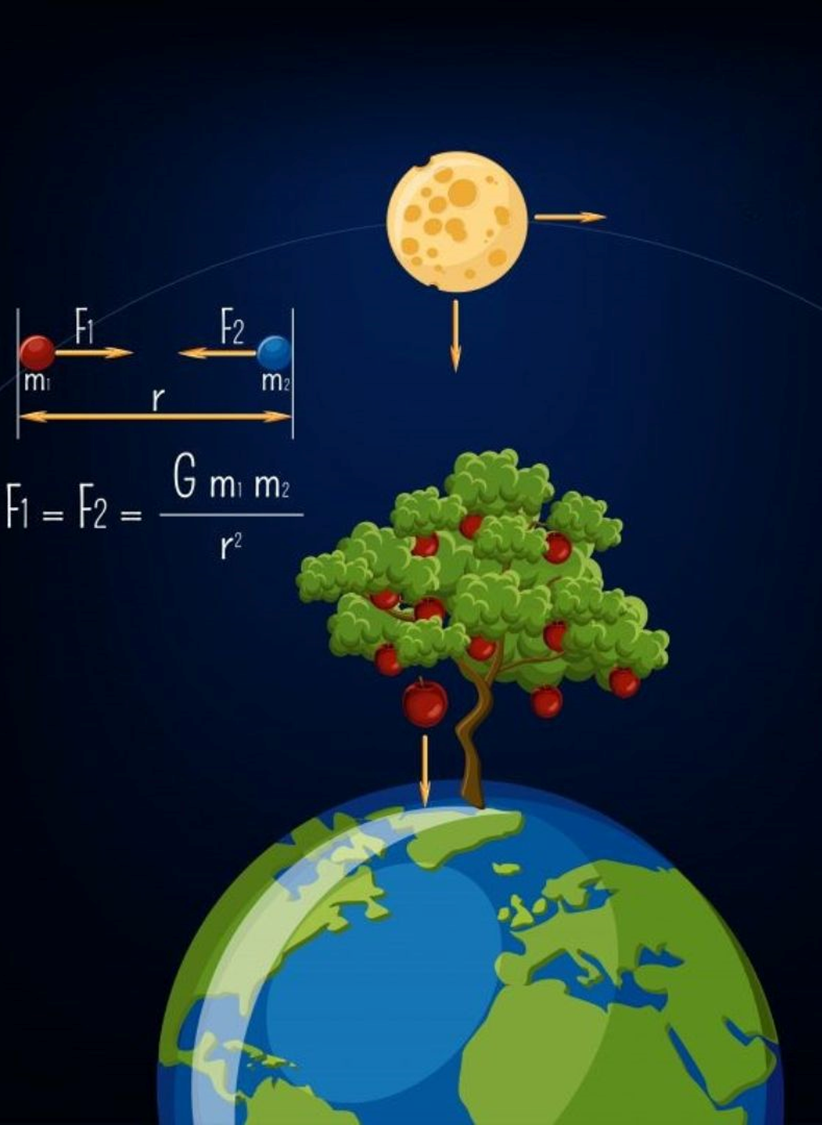 F1 F2
m1 m2
r
F1 = F2 = G m1 m2 / r²